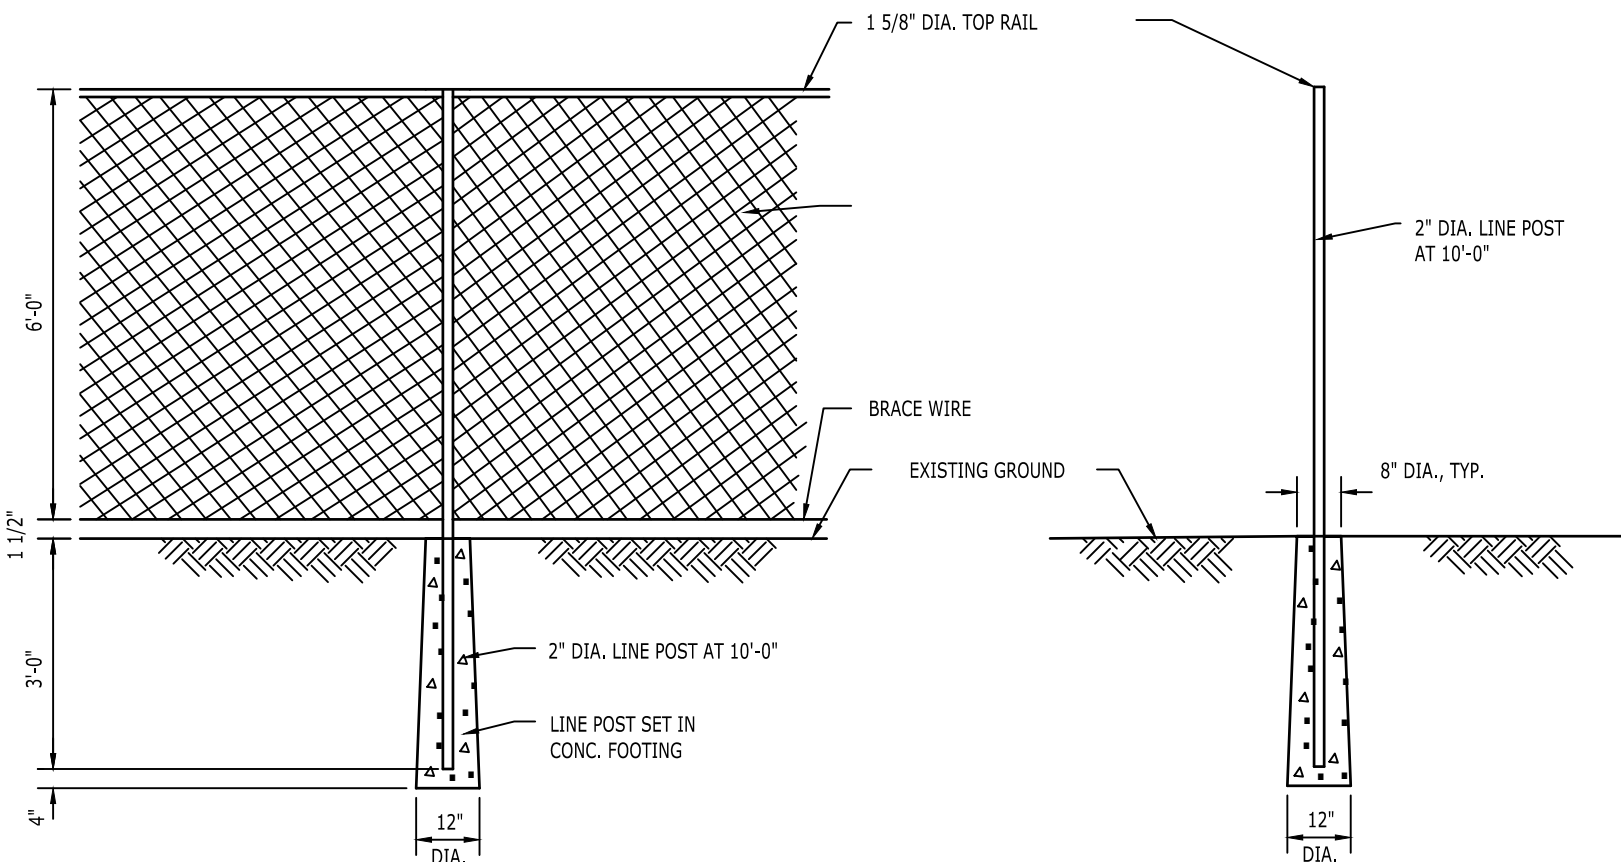 1 5/8" DIA. TOP RAIL
6'-0"
2" DIA. LINE POST
AT 10'-0"
BRACE WIRE
EXISTING GROUND
8" DIA., TYP.
1 1/2"
3'-0"
2" DIA. LINE POST AT 10'-0"
LINE POST SET IN
CONC. FOOTING
4"
12"
DIA.
12"
DIA.